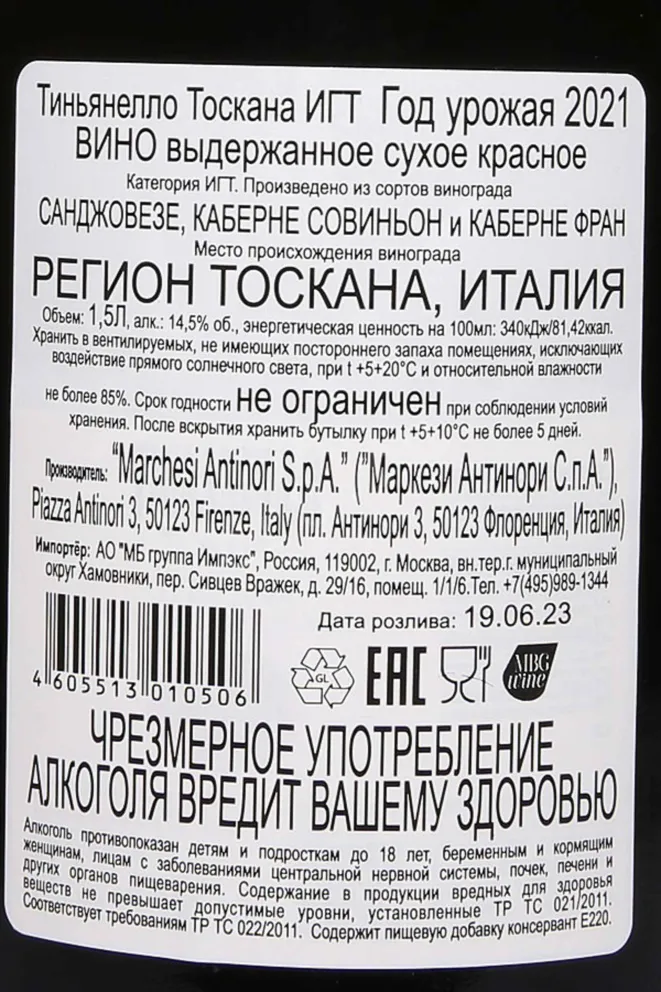 Тиньянелло Тоскана ИГТ Год урожая 2021
ВИНО выдержанное сухое красное
Категория ИГТ. Произведено из сортов винограда
САНДЖОВЕЗЕ, КАБЕРНЕ СОВИНЬОН и КАБЕРНЕ ФРАН
Место происхождения винограда
РЕГИОН ТОСКАНА, ИТАЛИЯ
Объем: 1,5Л, алк.: 14,5% об., энергетическая ценность на 100мл: 340кДж/81,42ккал.
Хранить в вентилируемых, не имеющих постороннего запаха помещениях, исключающих
воздействие прямого солнечного света, при t +5+20°C и относительной влажности
не более 85%. Срок годности не ограничен при соблюдении условий
хранения. После вскрытия хранить бутылку при t +5+10°C не более 5 дней.
Производитель: “Marchesi Antinori S.p.A.” (”Маркези Антинори С.п.А.”),
Piazza Antinori 3, 50123 Firenze, Italy (пл. Антинори 3, 50123 Флоренция, Италия)
Импортёр: АО "МБ группа Импэкс", Россия, 119002, г. Москва, вн.тер.г. муниципальный
округ Хамовники, пер. Сивцев Вражек, д. 29/16, помещ. 1/1/6.Тел. +7(495)989-1344
Дата розлива: 19.06.23
4 605513 010506
GL
EAC
MBG
wine
ЧРЕЗМЕРНОЕ УПОТРЕБЛЕНИЕ
АЛКОГОЛЯ ВРЕДИТ ВАШЕМУ ЗДОРОВЬЮ
Алкоголь противопоказан детям и подросткам до 18 лет, беременным и кормящим
женщинам, лицам с заболеваниями центральной нервной системы, почек, печени и
других органов пищеварения. Содержание в продукции вредных для здоровья
веществ не превышает допустимые уровни, установленные ТР ТС 021/2011.
Соответствует требованиям ТР ТС 022/2011. Содержит пищевую добавку консервант Е220.